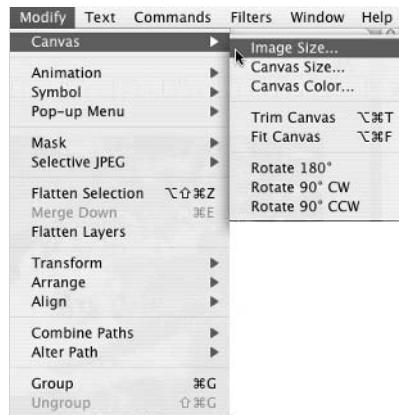 Modify Text Commands Filters Window Help
Canvas
Animation
Symbol
Pop-up Menu
Mask
Selective JPEG
Flatten Selection ⌥⇧⌘Z
Merge Down ⌘E
Flatten Layers
Transform
Arrange
Align
Combine Paths
Alter Path
Group ⌘G
Ungroup ⇧⌘G
Image Size...
Canvas Size...
Canvas Color...
Trim Canvas ⌥⌘T
Fit Canvas ⌥⌘F
Rotate 180°
Rotate 90° CW
Rotate 90° CCW